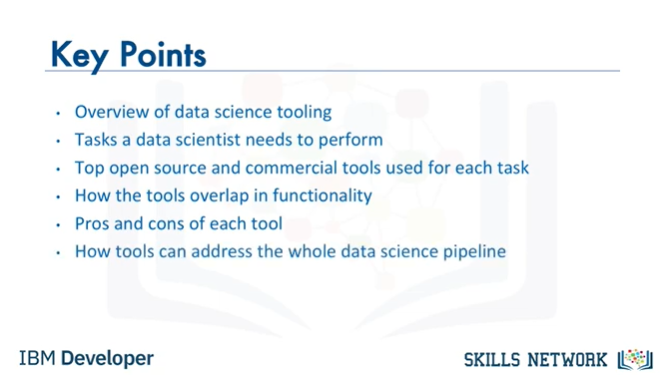 Key Points
• Overview of data science tooling
• Tasks a data scientist needs to perform
• Top open source and commercial tools used for each task
• How the tools overlap in functionality
• Pros and cons of each tool
• How tools can address the whole data science pipeline
IBM Developer
SKILLS NETWORK